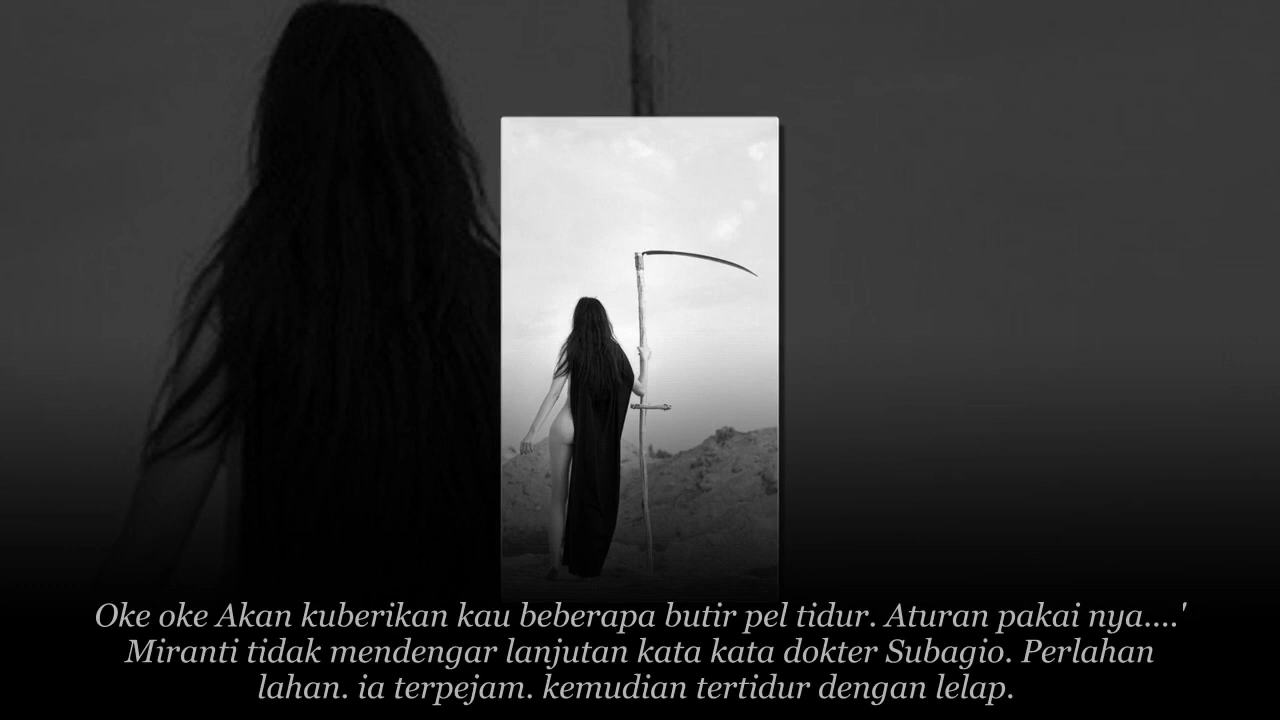 Oke oke Akan kuberikan kau beberapa butir pel tidur. Aturan pakai nya....'
Miranti tidak mendengar lanjutan kata kata dokter Subagio. Perlahan
lahan. ia terpejam. kemudian tertidur dengan lelap.